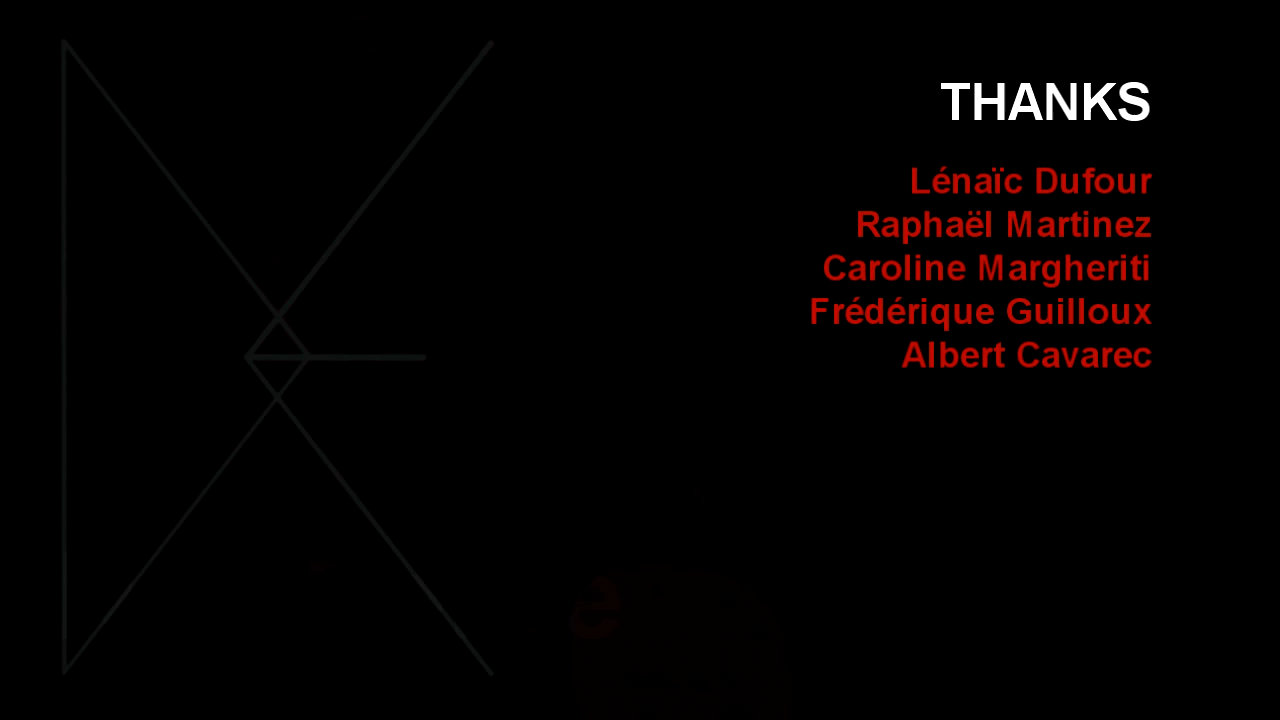 THANKS
Lénaïc Dufour
Raphaël Martinez
Caroline Margheriti
Frédérique Guilloux
Albert Cavarec